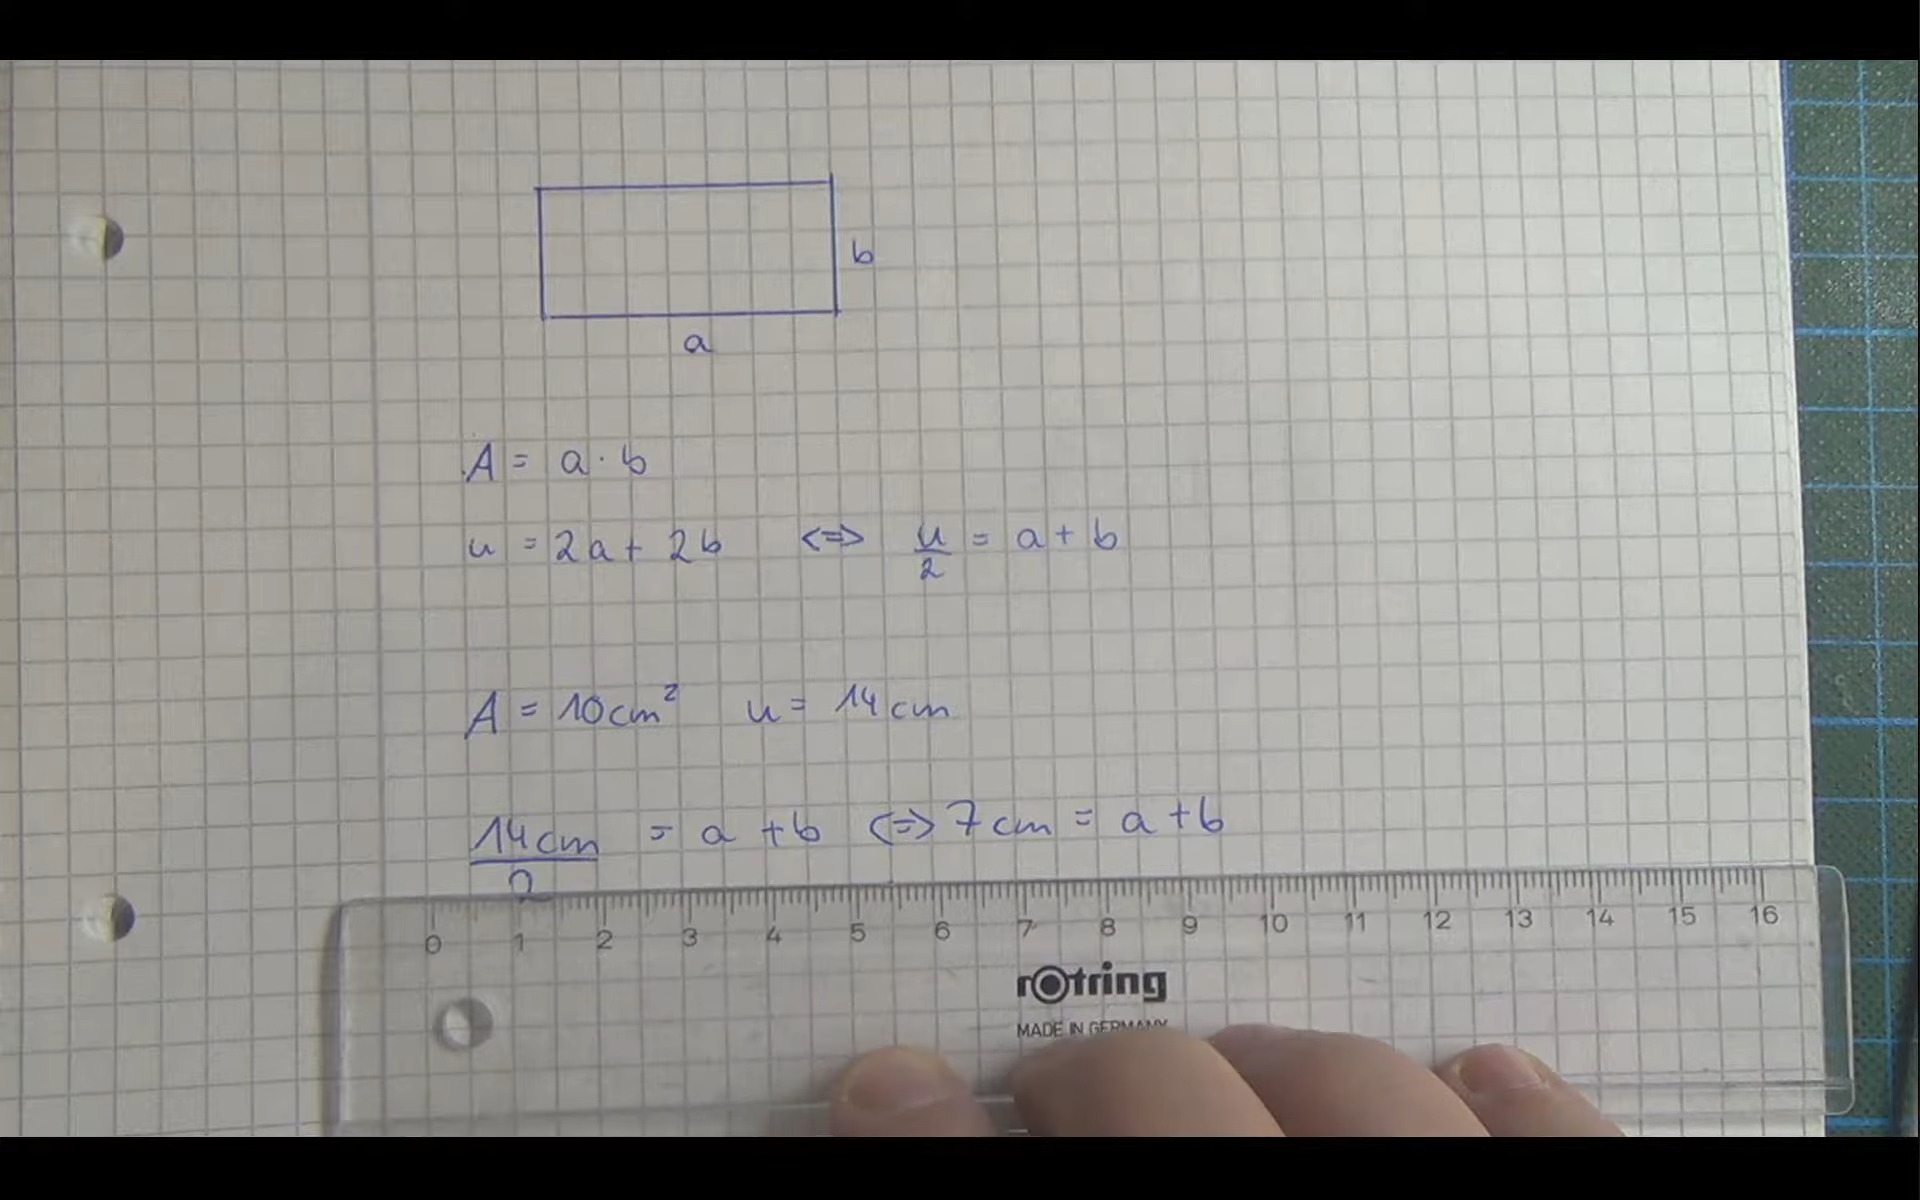 b
a
A = a · b
u = 2a + 2b <=> u/2 = a + b
A = 10cm² u = 14cm
14cm/2 = a + b <=> 7cm = a + b
0 1 2 3 4 5 6 7 8 9 10 11 12 13 14 15 16
rotring
MADE IN GERMANY